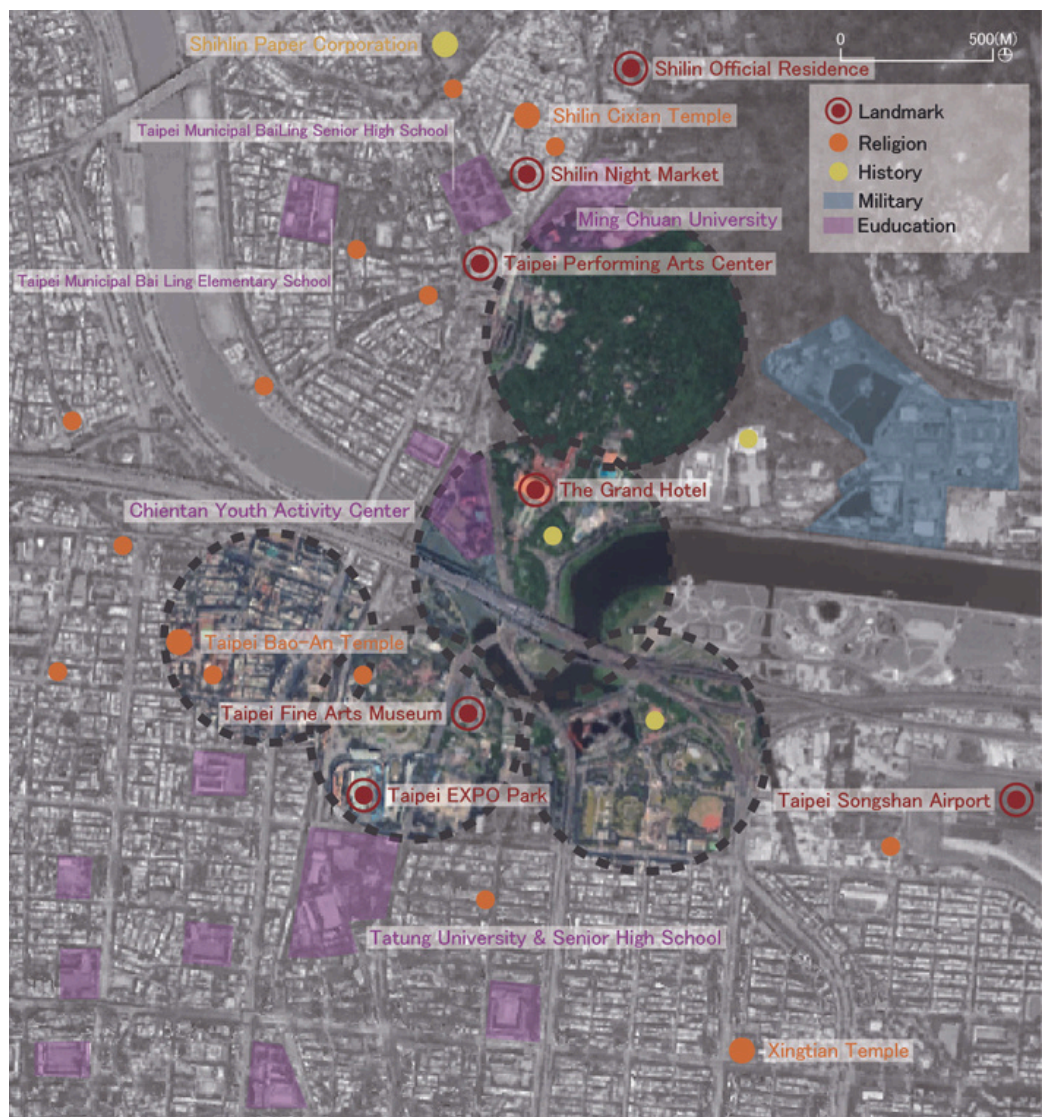 Shihlin Paper Corporation
0 500(M)
Shilin Official Residence
Landmark
Shilin Cixian Temple
Taipei Municipal BaiLing Senior High School
Religion
Shilin Night Market
History
Military
Ming Chuan University
Euducation
Taipei Performing Arts Center
Taipei Municipal Bai Ling Elementary School
The Grand Hotel
Chientan Youth Activity Center
Taipei Bao-An Temple
Taipei Fine Arts Museum
Taipei EXPO Park
Taipei Songshan Airport
Tatung University & Senior High School
Xingtian Temple